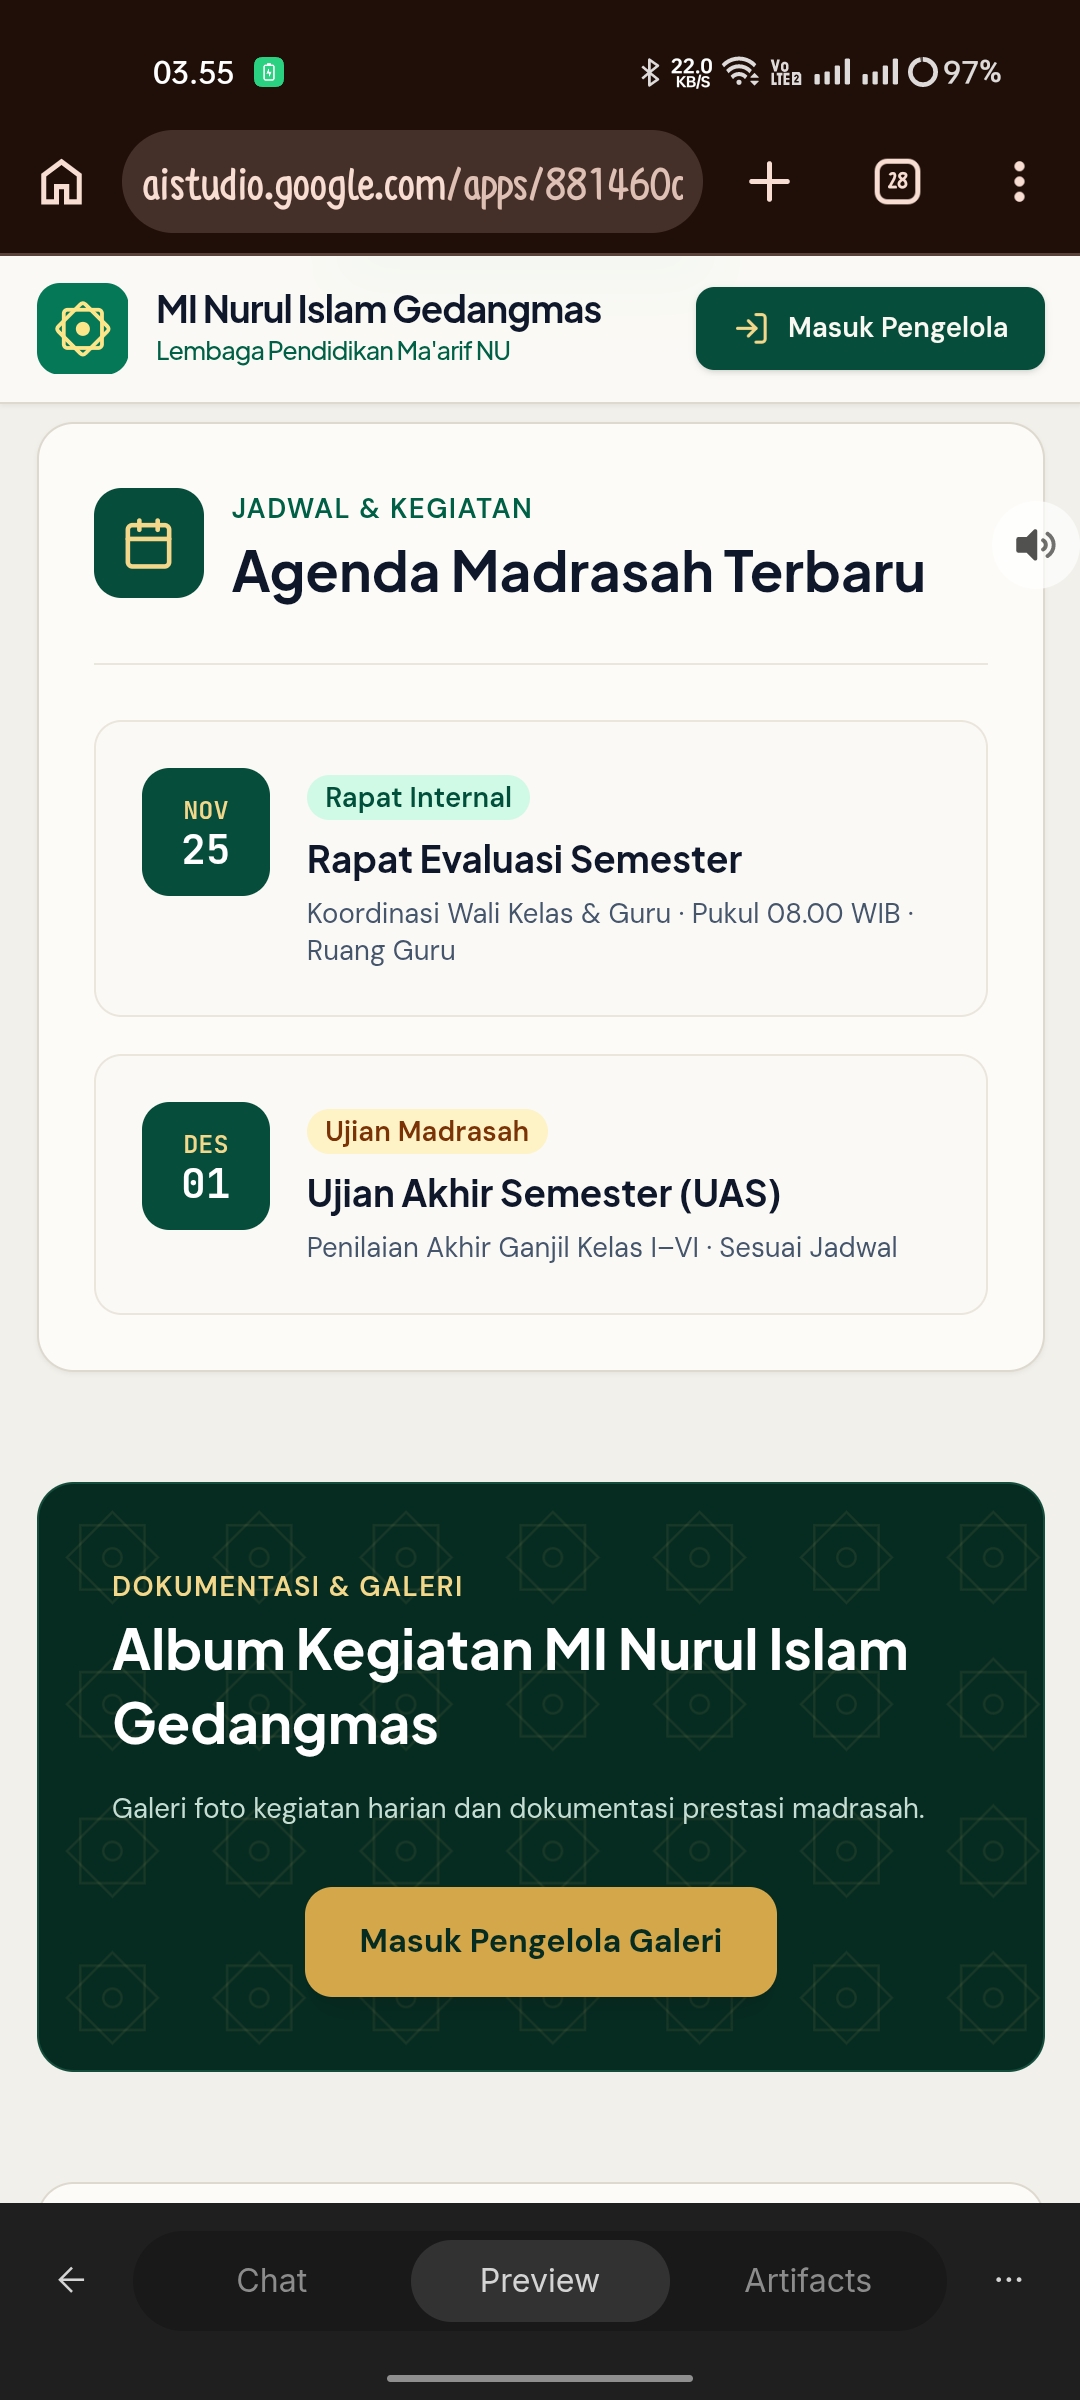 03.55
22.0 KB/S
Vo LTE 2
97%
aistudio.google.com/apps/881460c
28
MI Nurul Islam Gedangmas
Lembaga Pendidikan Ma'arif NU
Masuk Pengelola
JADWAL & KEGIATAN
Agenda Madrasah Terbaru
NOV
25
Rapat Internal
Rapat Evaluasi Semester
Koordinasi Wali Kelas & Guru · Pukul 08.00 WIB ·
Ruang Guru
DES
01
Ujian Madrasah
Ujian Akhir Semester (UAS)
Penilaian Akhir Ganjil Kelas I–VI · Sesuai Jadwal
DOKUMENTASI & GALERI
Album Kegiatan MI Nurul Islam
Gedangmas
Galeri foto kegiatan harian dan dokumentasi prestasi madrasah.
Masuk Pengelola Galeri
Chat
Preview
Artifacts